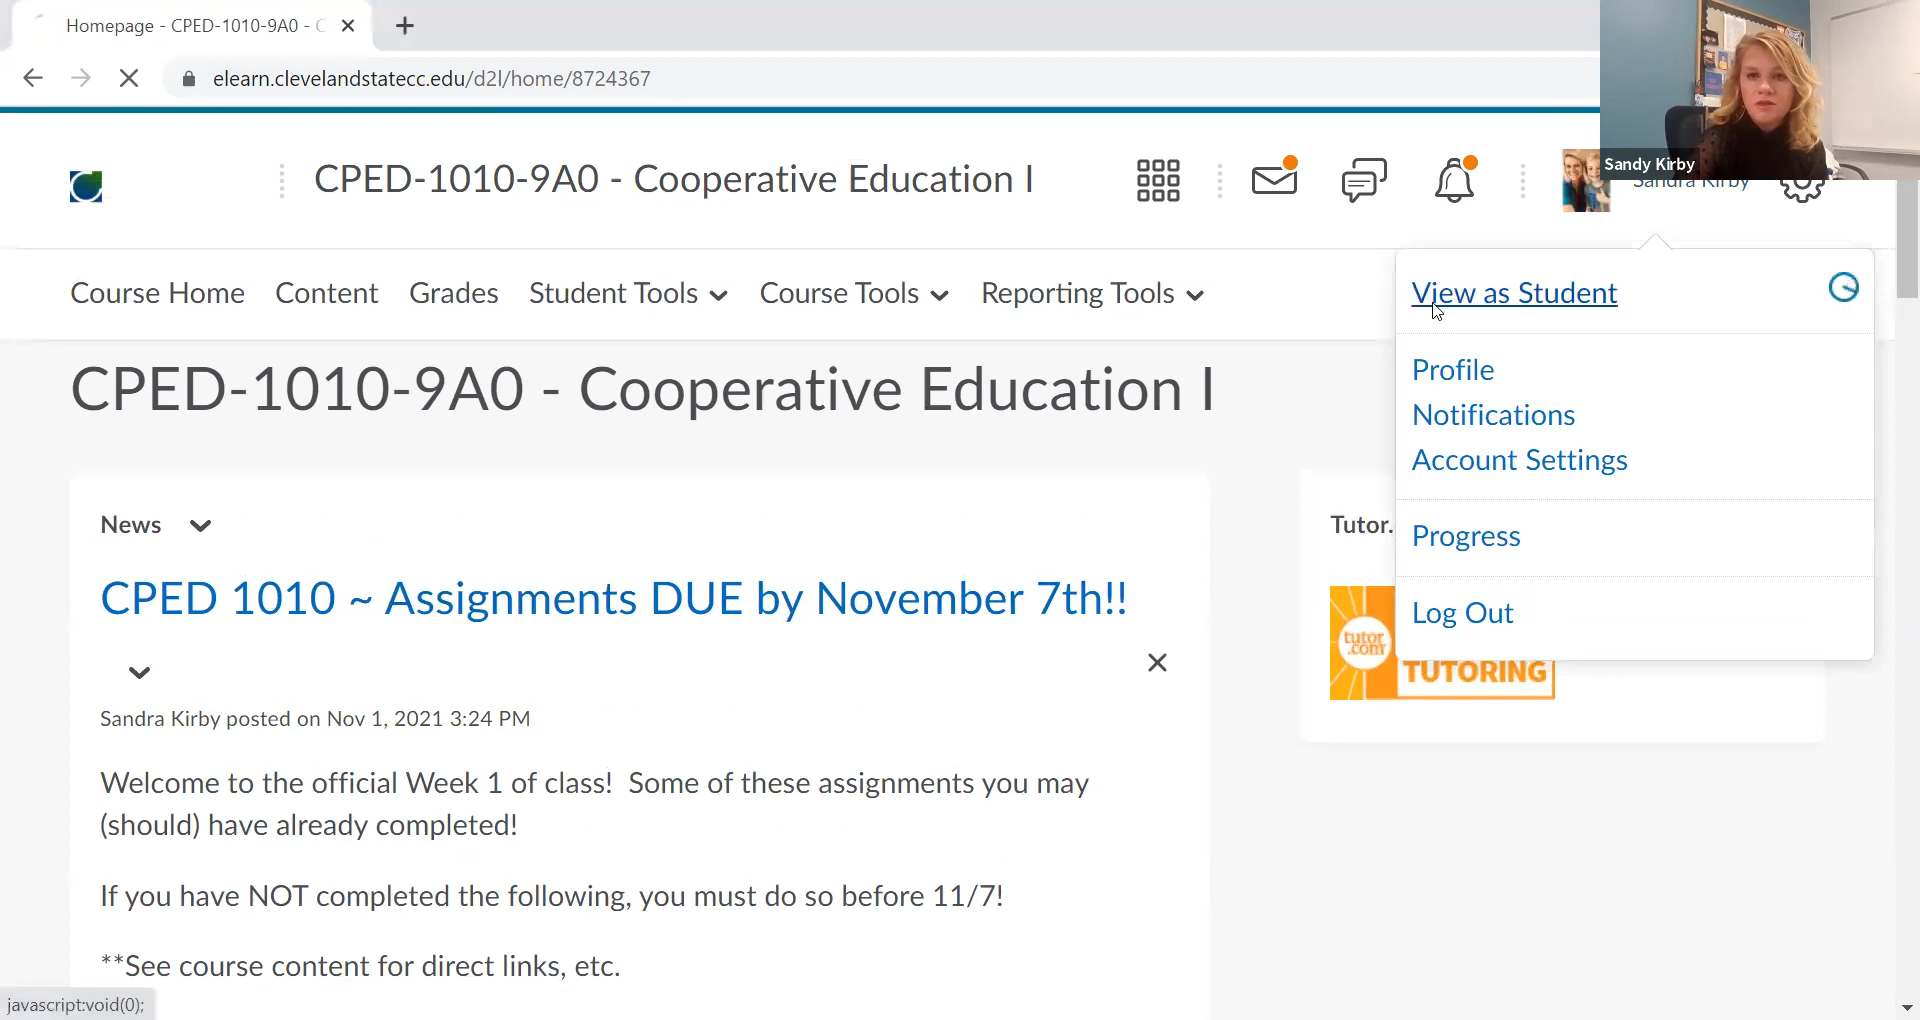 Homepage - CPED-1010-9A0 -
elearn.clevelandstatecc.edu/d2l/home/8724367
CPED-1010-9A0 - Cooperative Education I
Sandy Kirby
Sandra Kirby
Course Home Content Grades Student Tools Course Tools Reporting Tools
View as Student
Profile
Notifications
Account Settings
Progress
Log Out
CPED-1010-9A0 - Cooperative Education I
News
CPED 1010 ~ Assignments DUE by November 7th!!
Sandra Kirby posted on Nov 1, 2021 3:24 PM
Welcome to the official Week 1 of class! Some of these assignments you may
(should) have already completed!
If you have NOT completed the following, you must do so before 11/7!
**See course content for direct links, etc.
Tutor.
tutor
.com
TUTORING
javascript:void(0);